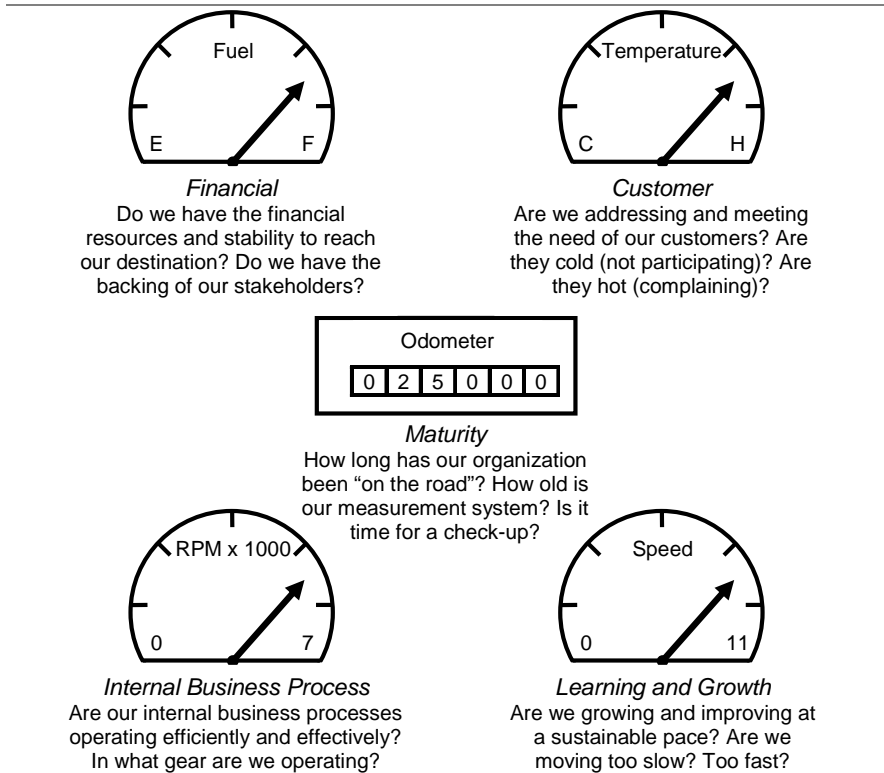 Fuel
E F
Financial
Do we have the financial
resources and stability to reach
our destination? Do we have the
backing of our stakeholders?
Temperature
C H
Customer
Are we addressing and meeting
the need of our customers? Are
they cold (not participating)? Are
they hot (complaining)?
Odometer
0 2 5 0 0 0
Maturity
How long has our organization
been “on the road”? How old is
our measurement system? Is it
time for a check-up?
RPM x 1000
0 7
Internal Business Process
Are our internal business processes
operating efficiently and effectively?
In what gear are we operating?
Speed
0 11
Learning and Growth
Are we growing and improving at
a sustainable pace? Are we
moving too slow? Too fast?